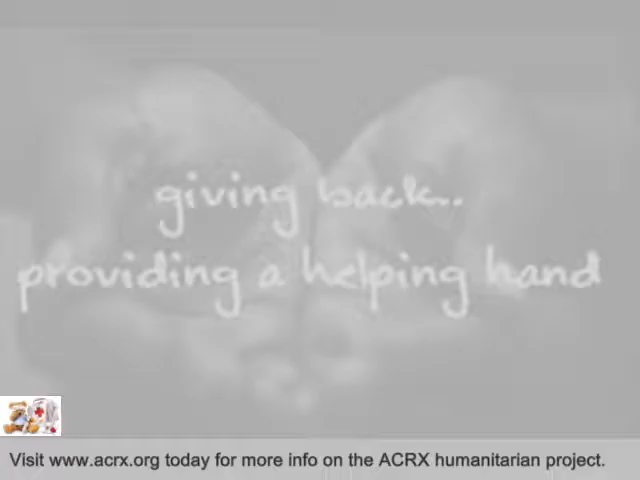 giving back..
providing a helping hand
Visit www.acrx.org today for more info on the ACRX humanitarian project.